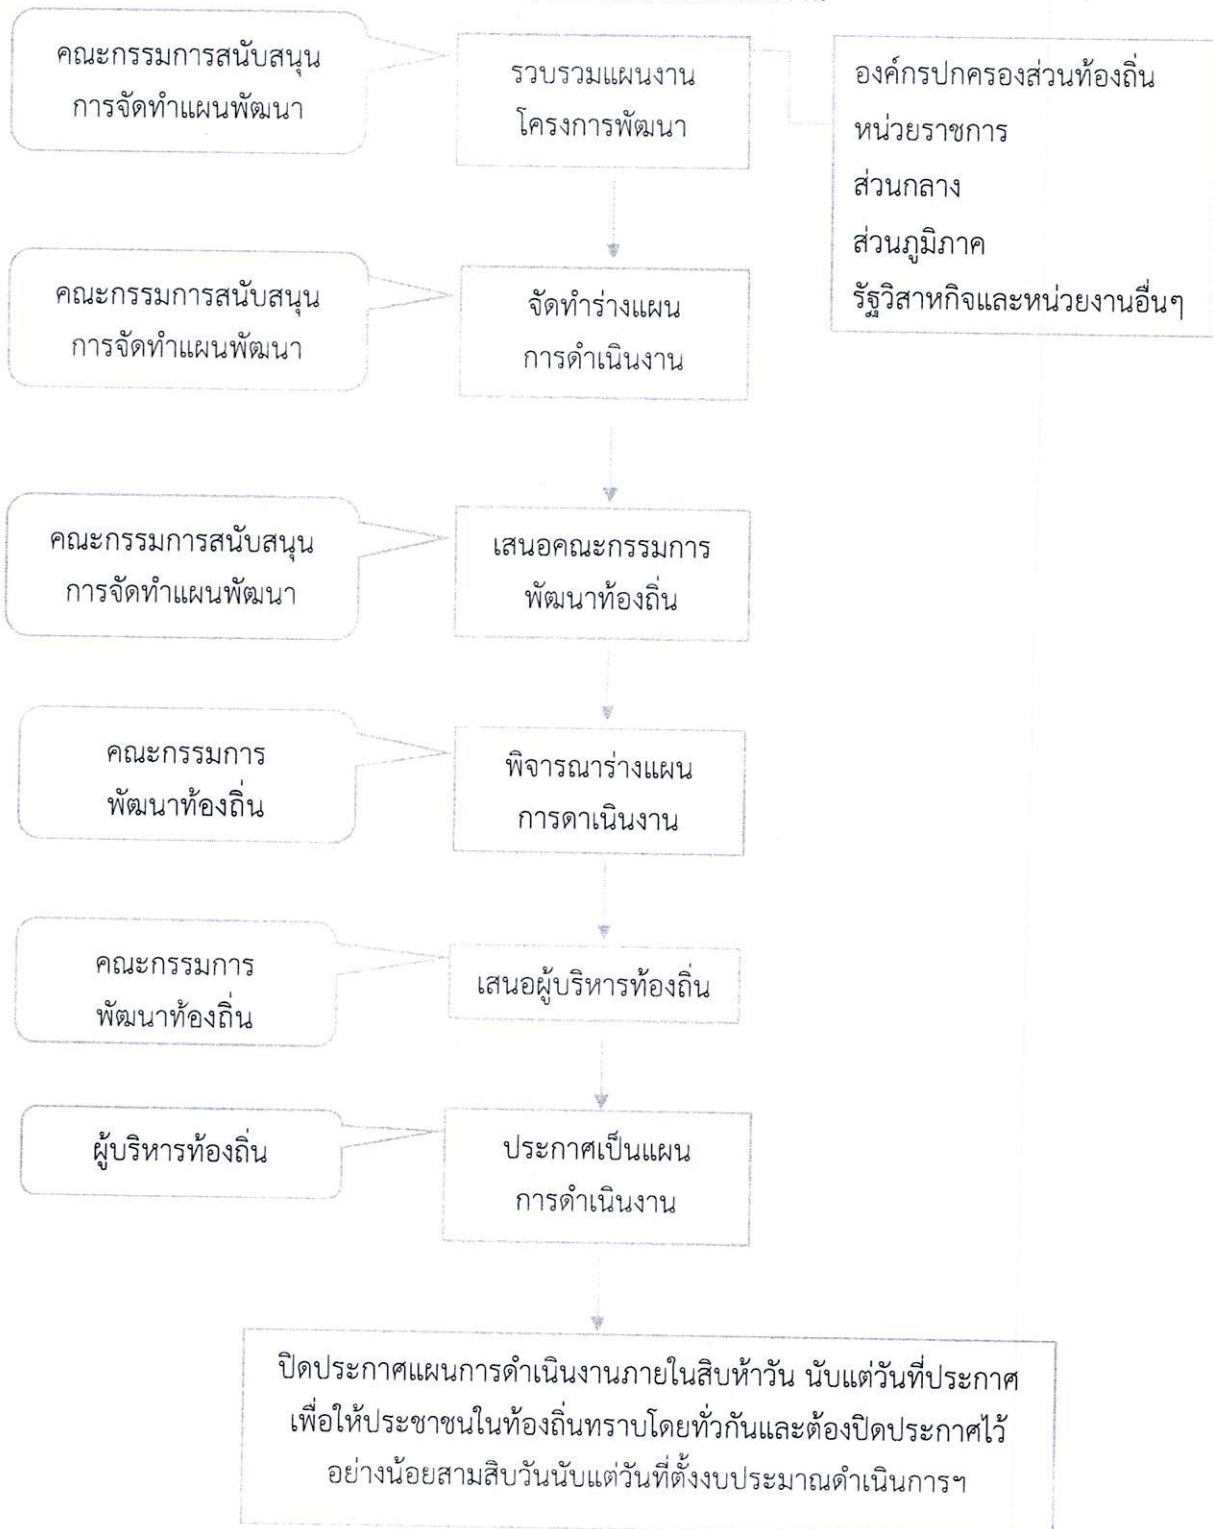 คณะกรรมการสนับสนุน
การจัดทำแผนพัฒนา
รวบรวมแผนงาน
โครงการพัฒนา
องค์กรปกครองส่วนท้องถิ่น
หน่วยราชการ
ส่วนกลาง
ส่วนภูมิภาค
รัฐวิสาหกิจและหน่วยงานอื่นๆ
คณะกรรมการสนับสนุน
การจัดทำแผนพัฒนา
จัดทำร่างแผน
การดำเนินงาน
คณะกรรมการสนับสนุน
การจัดทำแผนพัฒนา
เสนอคณะกรรมการ
พัฒนาท้องถิ่น
คณะกรรมการ
พัฒนาท้องถิ่น
พิจารณาร่างแผน
การดาเนินงาน
คณะกรรมการ
พัฒนาท้องถิ่น
เสนอผู้บริหารท้องถิ่น
ผู้บริหารท้องถิ่น
ประกาศเป็นแผน
การดำเนินงาน
ปิดประกาศแผนการดำเนินงานภายในสิบห้าวัน นับแต่วันที่ประกาศ
เพื่อให้ประชาชนในท้องถิ่นทราบโดยทั่วกันและต้องปิดประกาศไว้
อย่างน้อยสามสิบวันนับแต่วันที่ตั้งงบประมาณดำเนินการฯ